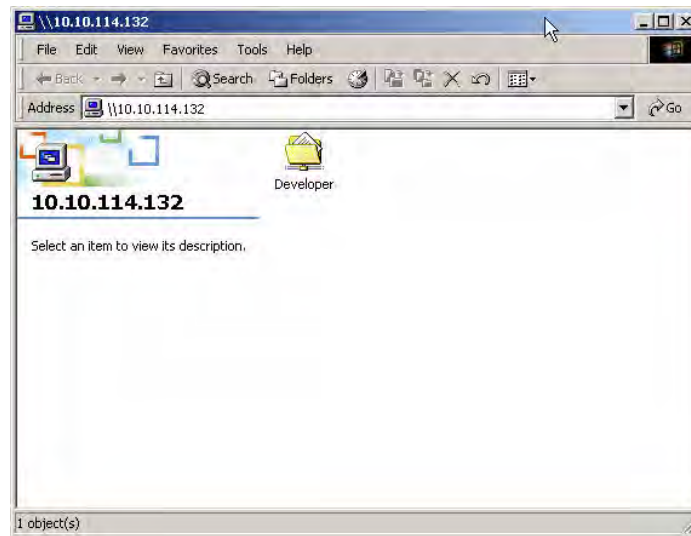 \\10.10.114.132
File Edit View Favorites Tools Help
Back Search Folders
Address \\10.10.114.132 Go
Developer
10.10.114.132
Select an item to view its description.
1 object(s)